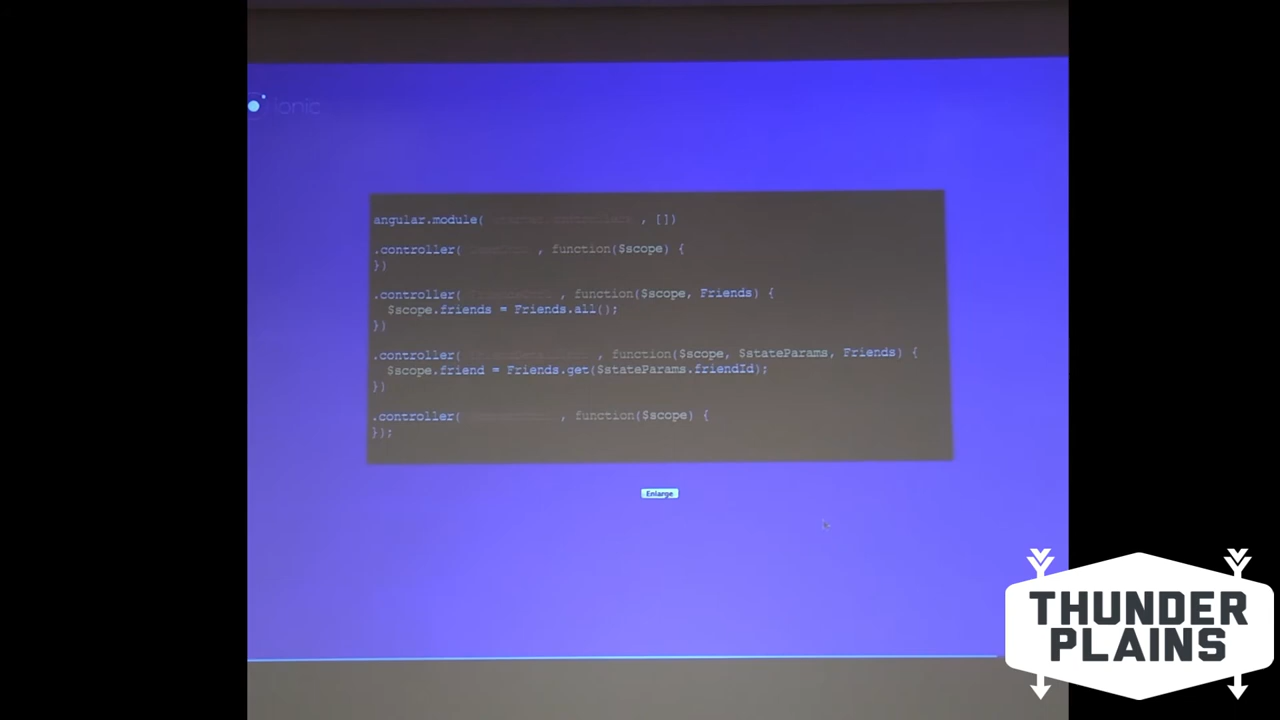 ionic
angular.module( , [])
.controller( , function($scope) {
})
.controller( , function($scope, Friends) {
$scope.friends = Friends.all();
})
.controller( , function($scope, $stateParams, Friends) {
$scope.friend = Friends.get($stateParams.friendId);
})
.controller( , function($scope) {
});
Enlarge
THUNDER
PLAINS